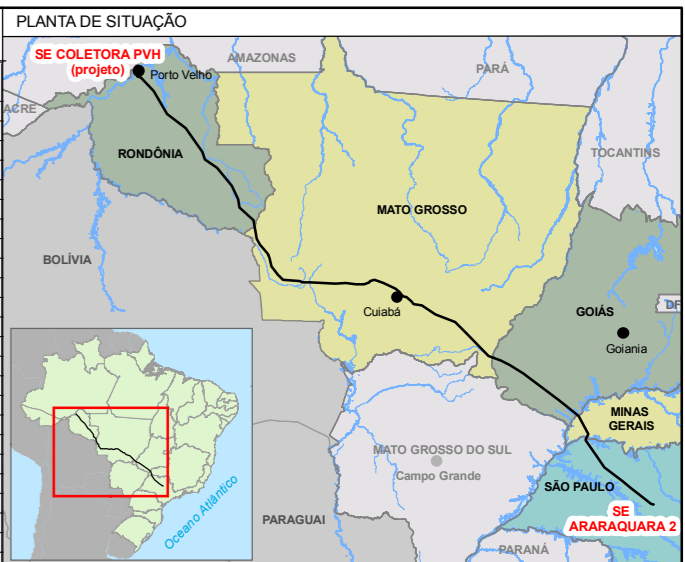 PLANTA DE SITUAÇÃO
SE COLETORA PVH
(projeto)
Porto Velho
AMAZONAS
PARÁ
ACRE
TOCANTINS
RONDÔNIA
MATO GROSSO
BOLÍVIA
Cuiabá
GOIÁS
DF
Goiania
MINAS
GERAIS
MATO GROSSO DO SUL
Campo Grande
SÃO PAULO
SE
ARARAQUARA 2
PARAGUAI
PARANÁ
Oceano Atlântico